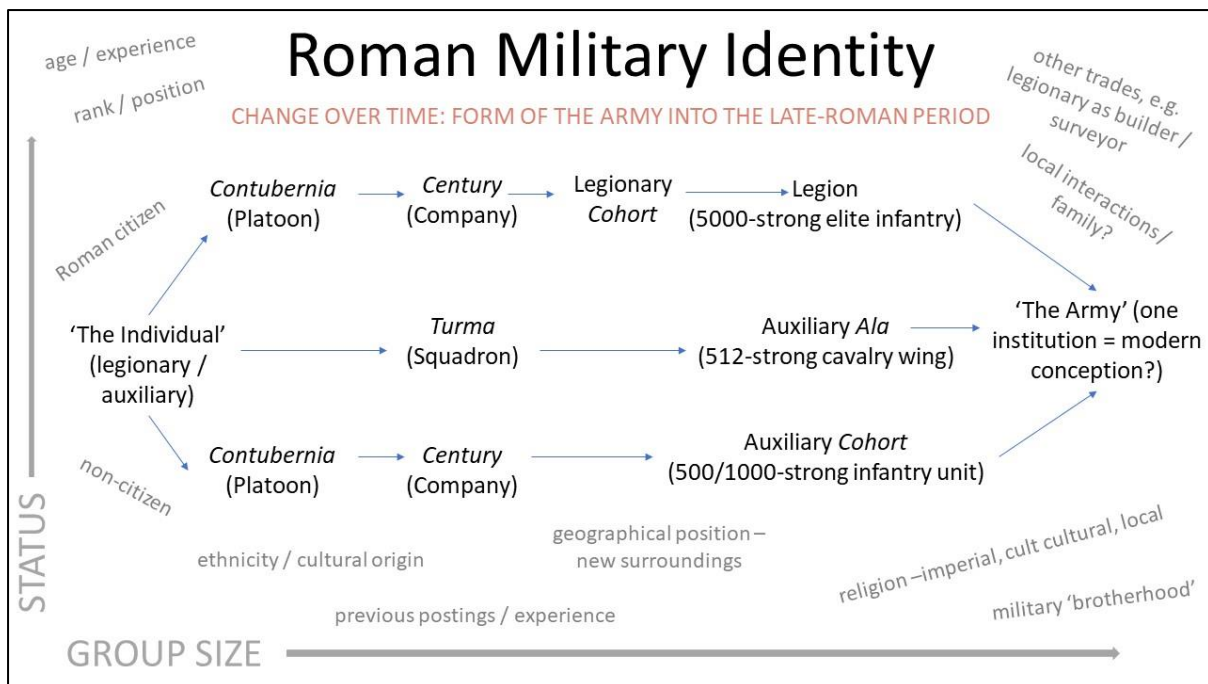 Roman Military Identity
CHANGE OVER TIME: FORM OF THE ARMY INTO THE LATE-ROMAN PERIOD
age / experience
rank / position
other trades, e.g.
legionary as builder /
surveyor
local interactions /
family?
Roman citizen
Contubernia
(Platoon)
Century
(Company)
Legionary
Cohort
Legion
(5000-strong elite infantry)
‘The Individual’
(legionary /
auxiliary)
Turma
(Squadron)
Auxiliary Ala
(512-strong cavalry wing)
‘The Army’ (one
institution = modern
conception?)
non-citizen
Contubernia
(Platoon)
Century
(Company)
Auxiliary Cohort
(500/1000-strong infantry unit)
ethnicity / cultural origin
geographical position –
new surroundings
previous postings / experience
religion –imperial, cult cultural, local
military ‘brotherhood’
STATUS
GROUP SIZE